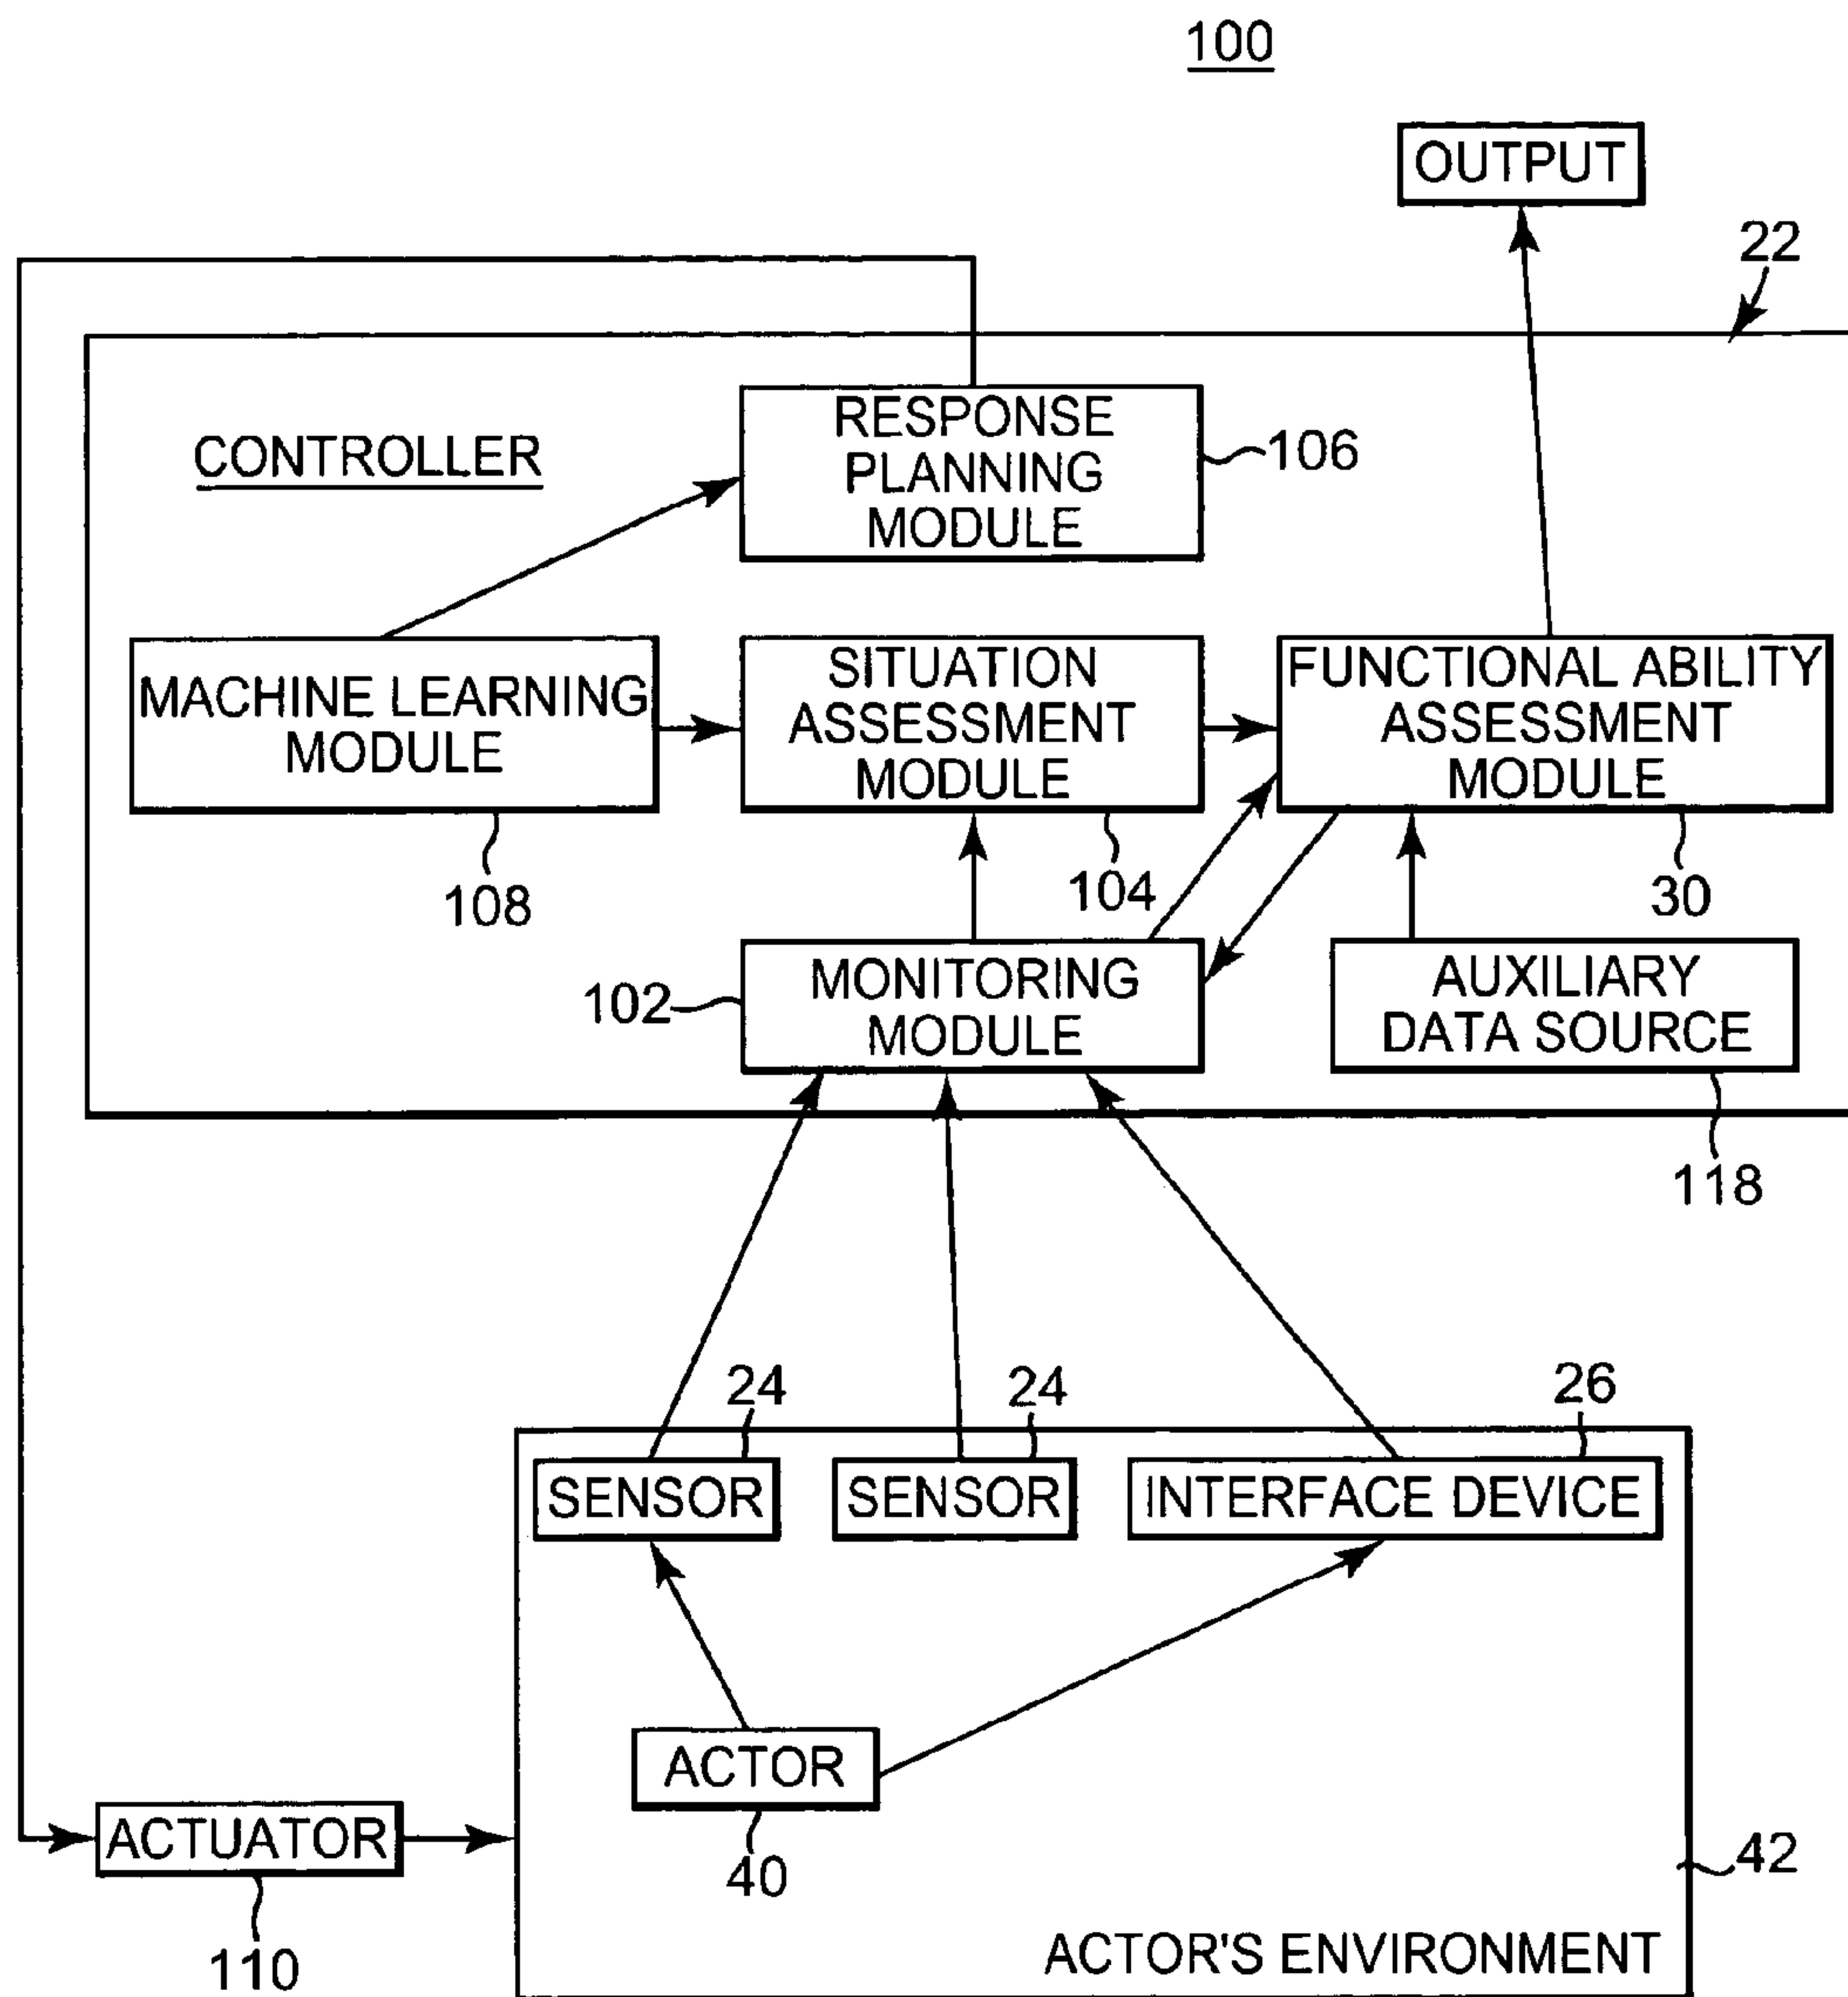 100
OUTPUT
22
CONTROLLER
RESPONSE
PLANNING
MODULE
106
MACHINE LEARNING
MODULE
108
SITUATION
ASSESSMENT
MODULE
104
FUNCTIONAL ABILITY
ASSESSMENT
MODULE
30
102
MONITORING
MODULE
AUXILIARY
DATA SOURCE
118
24
24
26
SENSOR
SENSOR
INTERFACE DEVICE
ACTOR
40
ACTUATOR
110
42
ACTOR'S ENVIRONMENT